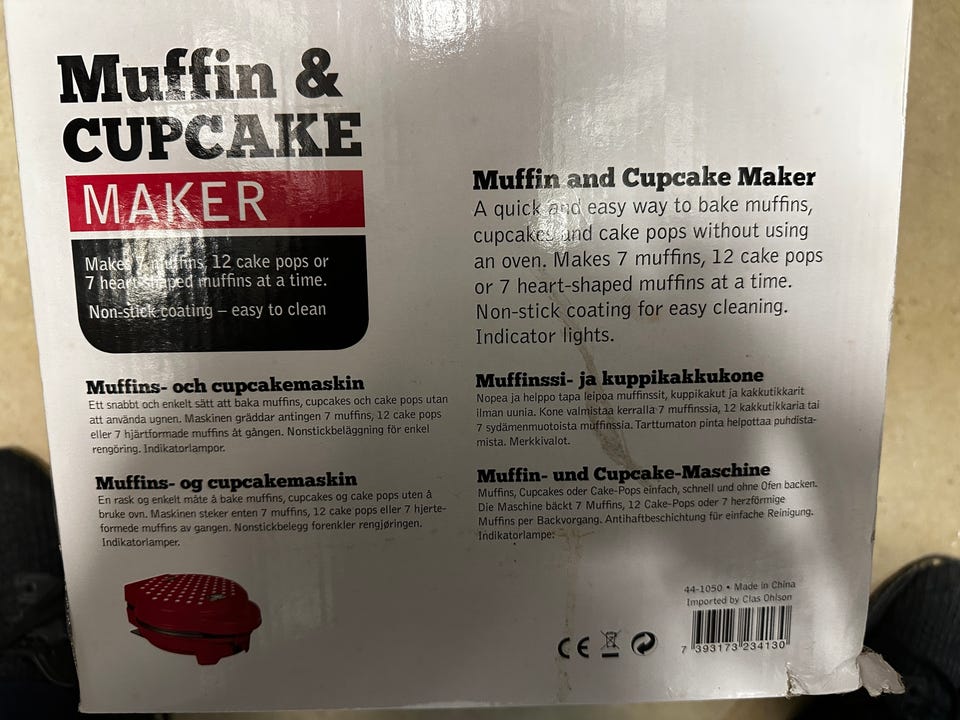 Muffin &
CUPCAKE
MAKER
Makes 7 muffins, 12 cake pops or
7 heart-shaped muffins at a time.
Non-stick coating – easy to clean
Muffin and Cupcake Maker
A quick and easy way to bake muffins,
cupcakes and cake pops without using
an oven. Makes 7 muffins, 12 cake pops
or 7 heart-shaped muffins at a time.
Non-stick coating for easy cleaning.
Indicator lights.
Muffins- och cupcakemaskin
Ett snabbt och enkelt sätt att baka muffins, cupcakes och cake pops utan
att använda ugnen. Maskinen gräddar antingen 7 muffins, 12 cake pops
eller 7 hjärtformade muffins åt gången. Nonstickbeläggning för enkel
rengöring. Indikatorlampor.
Muffinssi- ja kuppikakkukone
Nopea ja helppo tapa leipoa muffinssit, kuppikakut ja kakkutikkarit
ilman uunia. Kone valmistaa kerralla 7 muffinssia, 12 kakkutikkaria tai
7 sydämenmuotoista muffinssia. Tarttumaton pinta helpottaa puhdista-
mista. Merkkivalot.
Muffins- og cupcakemaskin
En rask og enkelt måte å bake muffins, cupcakes og cake pops uten å
bruke ovn. Maskinen steker enten 7 muffins, 12 cake pops eller 7 hjerte-
formede muffins av gangen. Nonstickbelegg forenkler rengjøringen.
Indikatorlamper.
Muffin- und Cupcake-Maschine
Muffins, Cupcakes oder Cake-Pops einfach, schnell und ohne Ofen backen.
Die Maschine bäckt 7 Muffins, 12 Cake-Pops oder 7 herzförmige
Muffins per Backvorgang. Antihaftbeschichtung für einfache Reinigung.
Indikatorlampe.
44-1050 • Made in China
Imported by Clas Ohlson
CE
7 393173 234130